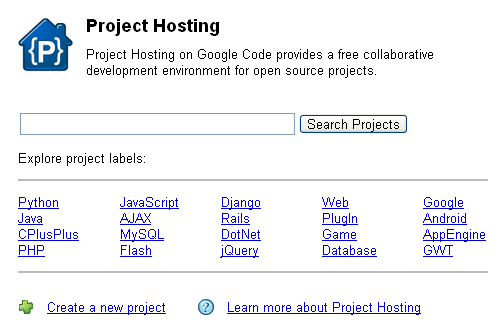 {P}
Project Hosting
Project Hosting on Google Code provides a free collaborative
development environment for open source projects.
Search Projects
Explore project labels:
Python JavaScript Django Web Google
Java AJAX Rails PlugIn Android
CPlusPlus MySQL DotNet Game AppEngine
PHP Flash jQuery Database GWT
Create a new project ? Learn more about Project Hosting